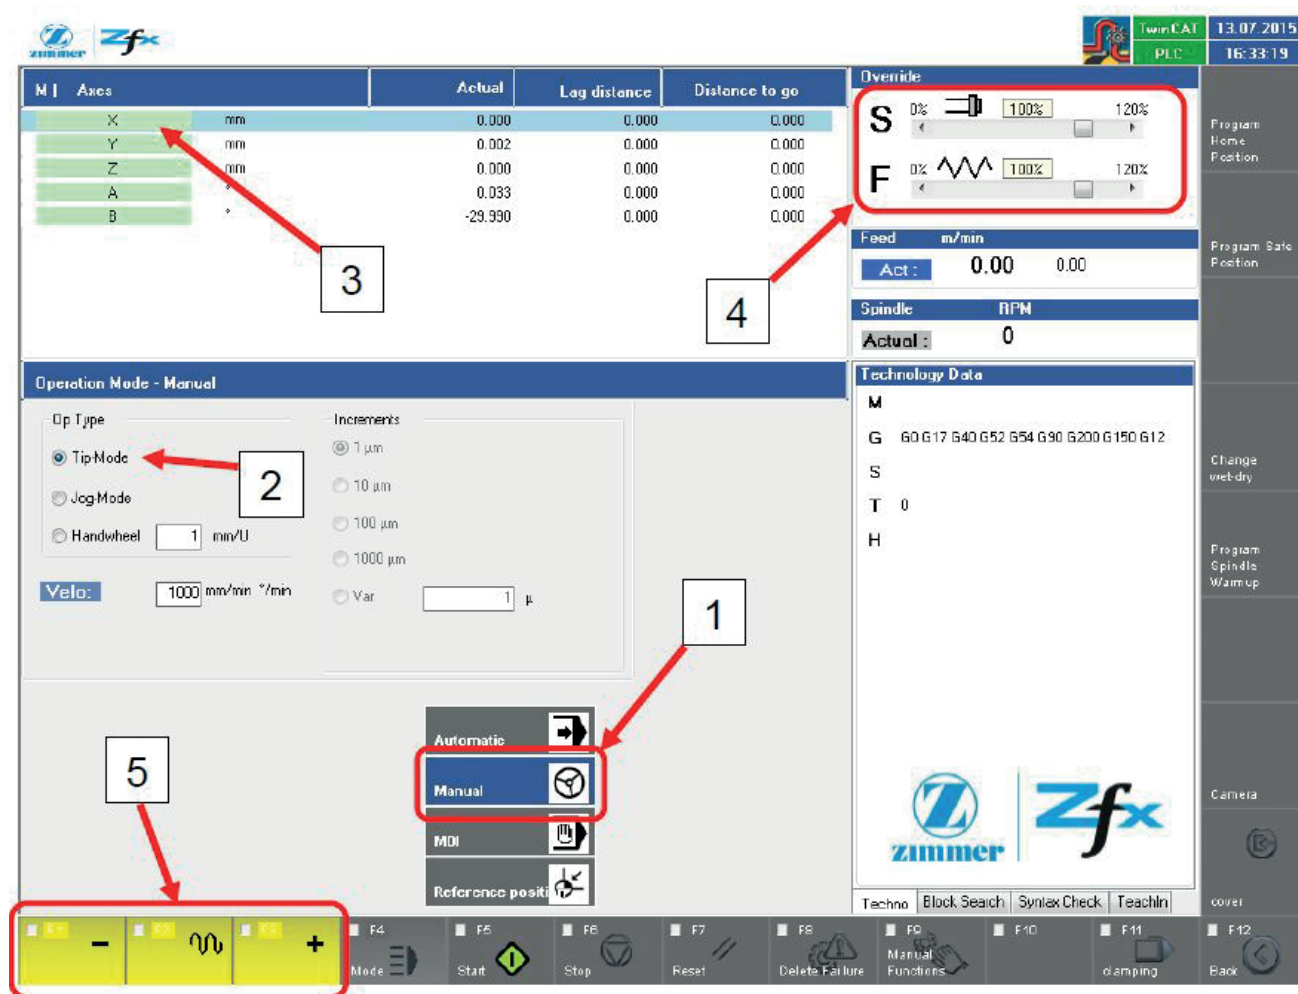 zimmer Zfx
TwinCAT 13.07.2015
PLC 16:33:19
M | Axes Actual Lag distance Distance to go
X mm 0.000 0.000 0.000
Y mm 0.002 0.000 0.000
Z mm 0.000 0.000 0.000
A ° 0.033 0.000 0.000
B ° -29.990 0.000 0.000
3
4
Override
S 0% 100% 120%
F 0% 100% 120%
Feed m/min
Act : 0.00 0.00
Spindle RPM
Actual : 0
Program
Home
Position
Program Safe
Position
Change
wet-dry
Program
Spindle
Warmup
Camera
cover
Operation Mode - Manual
Op Type
Tip-Mode
Jog-Mode
Handwheel 1 mm/U
Velo: 1000 mm/min °/min
2
Increments
1 µm
10 µm
100 µm
1000 µm
Var 1 µ
1
Technology Data
M
G G0 G17 G40 G52 G54 G90 G200 G150 G12
S
T 0
H
zimmer Zfx
Techno Block Search Syntax Check TeachIn
Automatic
Manual
MDI
Reference positi
5
F1 −
F2
F3 +
F4 Mode
F5 Start
F6 Stop
F7 Reset
F8 Delete Failure
F9 Manual
Functions
F10
F11 clamping
F12 Back